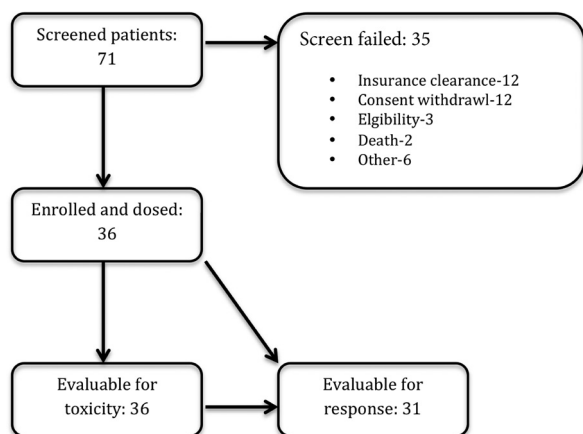 Screened patients:
71
Screen failed: 35
• Insurance clearance-12
• Consent withdrawl-12
• Elgibility-3
• Death-2
• Other-6
Enrolled and dosed:
36
Evaluable for
toxicity: 36
Evaluable for
response: 31